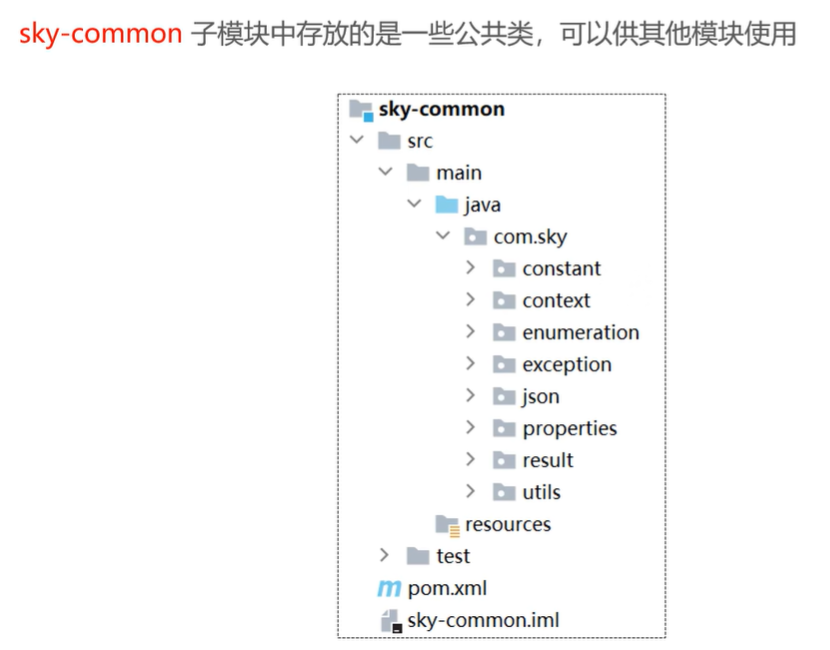 sky-common 子模块中存放的是一些公共类，可以供其他模块使用
sky-common
src
main
java
com.sky
constant
context
enumeration
exception
json
properties
result
utils
resources
test
pom.xml
sky-common.iml